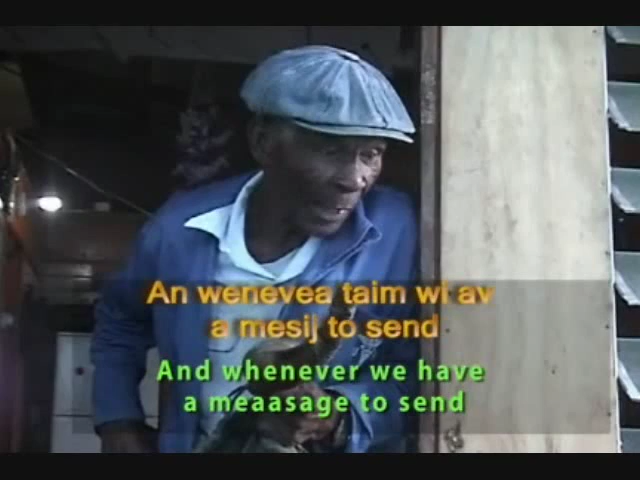 An wenevea taim wi av
a mesij to send
And whenever we have
a meaasage to send